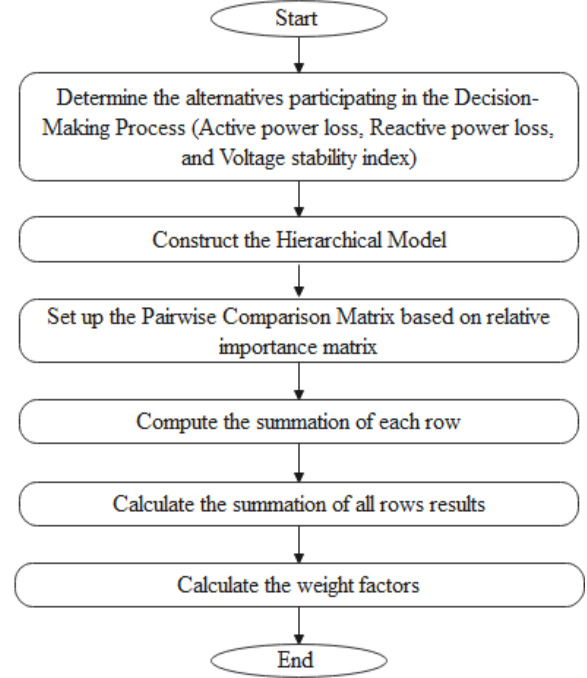 Start
Determine the alternatives participating in the Decision-
Making Process (Active power loss, Reactive power loss,
and Voltage stability index)
Construct the Hierarchical Model
Set up the Pairwise Comparison Matrix based on relative
importance matrix
Compute the summation of each row
Calculate the summation of all rows results
Calculate the weight factors
End